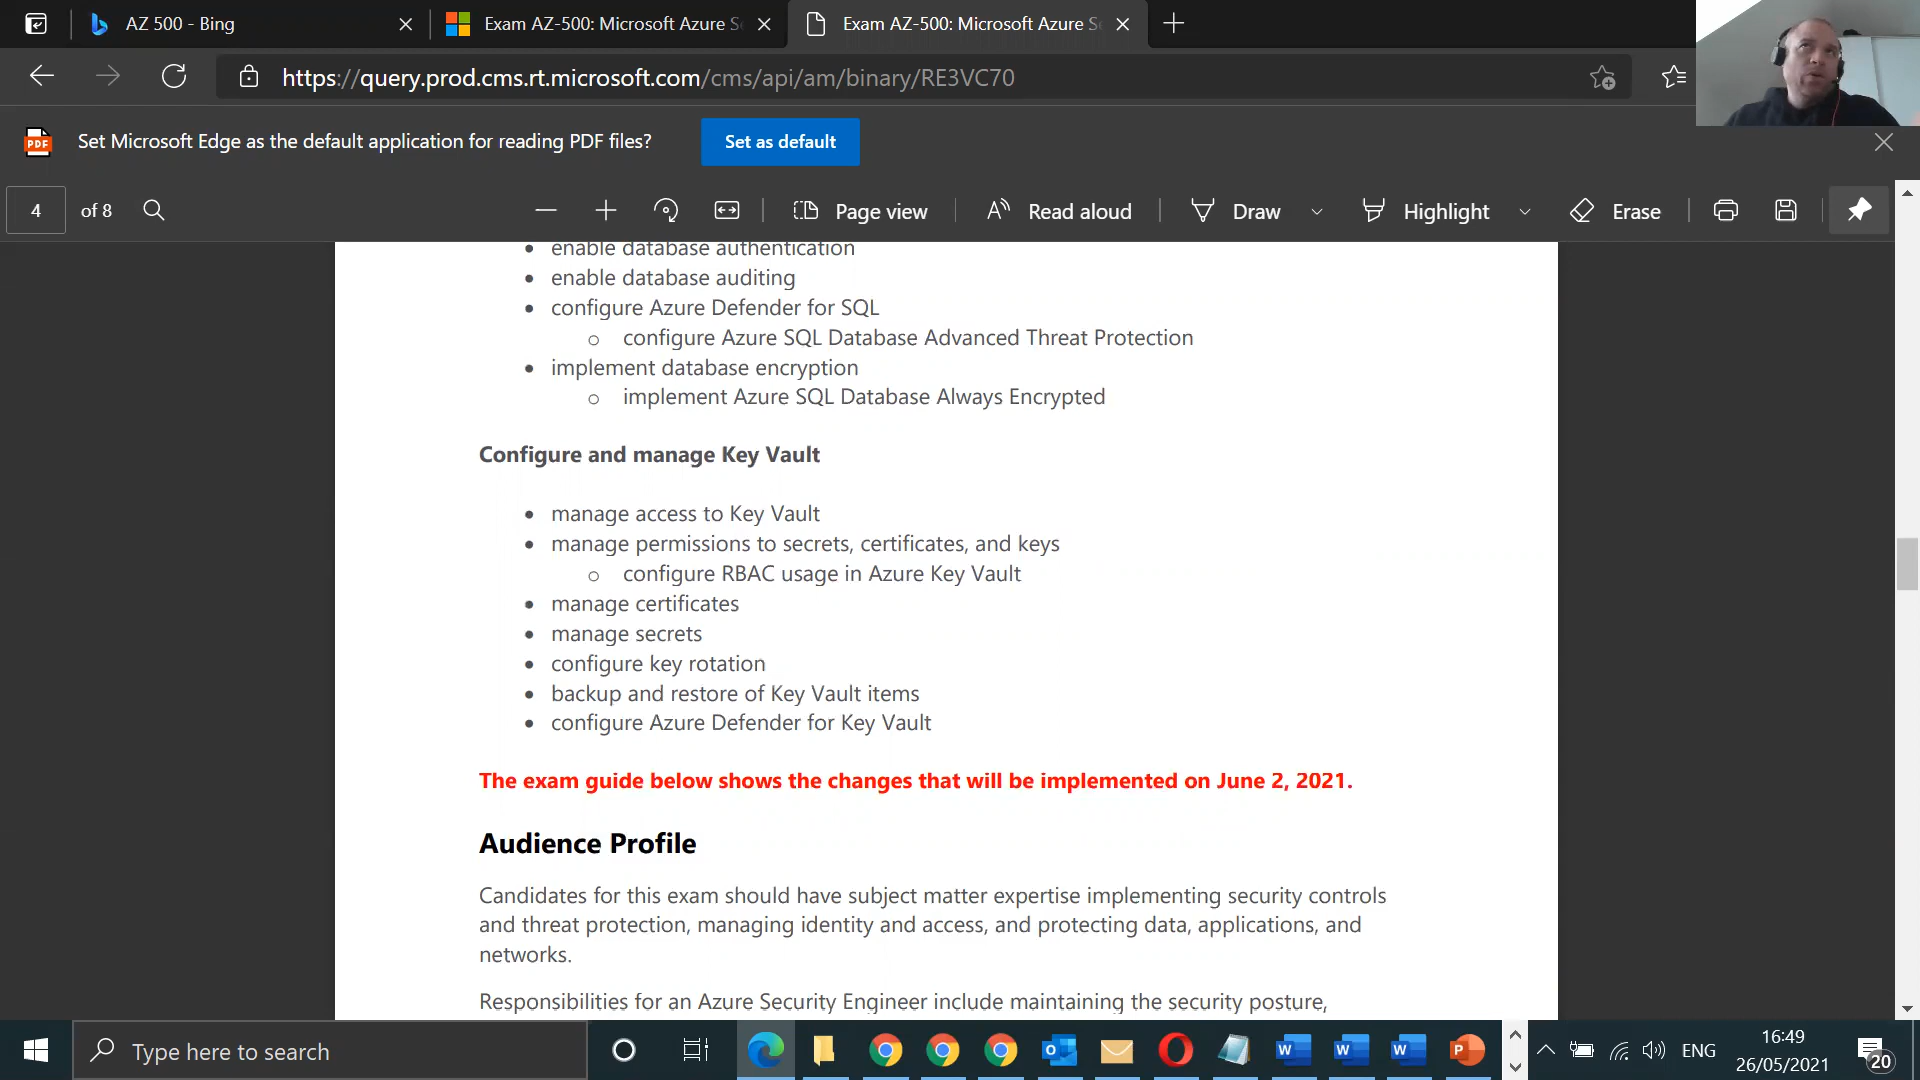 AZ 500 - Bing
Exam AZ-500: Microsoft Azure S
Exam AZ-500: Microsoft Azure S
https://query.prod.cms.rt.microsoft.com/cms/api/am/binary/RE3VC70
PDF
Set Microsoft Edge as the default application for reading PDF files?
Set as default
4 of 8
Page view
Read aloud
Draw
Highlight
Erase
• enable database authentication
• enable database auditing
• configure Azure Defender for SQL
o configure Azure SQL Database Advanced Threat Protection
• implement database encryption
o implement Azure SQL Database Always Encrypted
Configure and manage Key Vault
• manage access to Key Vault
• manage permissions to secrets, certificates, and keys
o configure RBAC usage in Azure Key Vault
• manage certificates
• manage secrets
• configure key rotation
• backup and restore of Key Vault items
• configure Azure Defender for Key Vault
The exam guide below shows the changes that will be implemented on June 2, 2021.
Audience Profile
Candidates for this exam should have subject matter expertise implementing security controls
and threat protection, managing identity and access, and protecting data, applications, and
networks.
Responsibilities for an Azure Security Engineer include maintaining the security posture,
Type here to search
ENG
16:49
26/05/2021
20